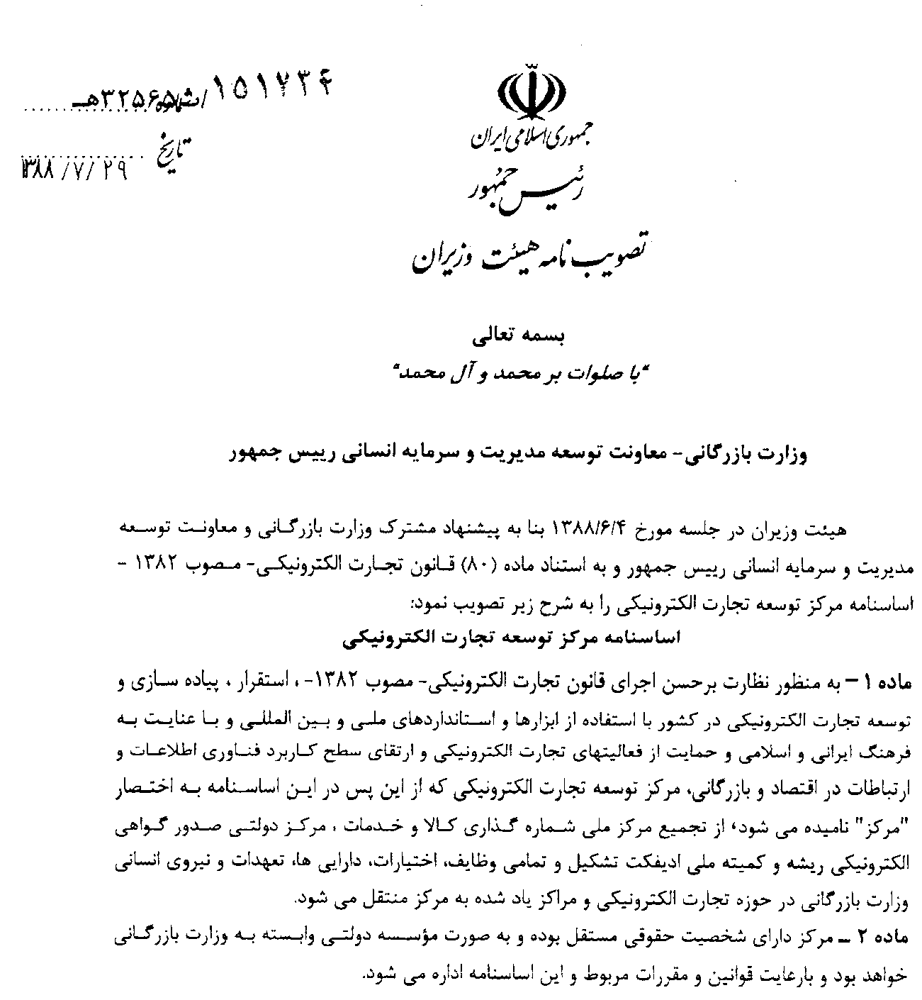 ۱۵۱۷۳۴/ت۳۲۵۶۵هـ
شماره
جمهوری اسلامی ایران
تاریخ
۱۳۸۸/۷/۲۹
رئیس جمهور
تصویب نامه هیئت وزیران
بسمه تعالی
"با صلوات بر محمد و آل محمد"
وزارت بازرگانی- معاونت توسعه مدیریت و سرمایه انسانی رییس جمهور
هیئت وزیران در جلسه مورخ ۱۳۸۸/۶/۴ بنا به پیشنهاد مشترک وزارت بازرگانی و معاونت توسعه
مدیریت و سرمایه انسانی رییس جمهور و به استناد ماده (۸۰) قانون تجارت الکترونیکی- مصوب ۱۳۸۲ -
اساسنامه مرکز توسعه تجارت الکترونیکی را به شرح زیر تصویب نمود:
اساسنامه مرکز توسعه تجارت الکترونیکی
ماده ۱ – به منظور نظارت برحسن اجرای قانون تجارت الکترونیکی- مصوب ۱۳۸۲-، استقرار ، پیاده سازی و
توسعه تجارت الکترونیکی در کشور با استفاده از ابزارها و استانداردهای ملی و بین المللی و با عنایت به
فرهنگ ایرانی و اسلامی و حمایت از فعالیتهای تجارت الکترونیکی و ارتقای سطح کاربرد فناوری اطلاعات و
ارتباطات در اقتصاد و بازرگانی، مرکز توسعه تجارت الکترونیکی که از این پس در این اساسنامه به اختصار
"مرکز" نامیده می شود، از تجمیع مرکز ملی شماره گذاری کالا و خدمات ، مرکز دولتی صدور گواهی
الکترونیکی ریشه و کمیته ملی ادیفکت تشکیل و تمامی وظایف، اختیارات، دارایی ها، تعهدات و نیروی انسانی
وزارت بازرگانی در حوزه تجارت الکترونیکی و مراکز یاد شده به مرکز منتقل می شود.
ماده ۲ – مرکز دارای شخصیت حقوقی مستقل بوده و به صورت مؤسسه دولتی وابسته به وزارت بازرگانی
خواهد بود و بارعایت قوانین و مقررات مربوط و این اساسنامه اداره می شود.